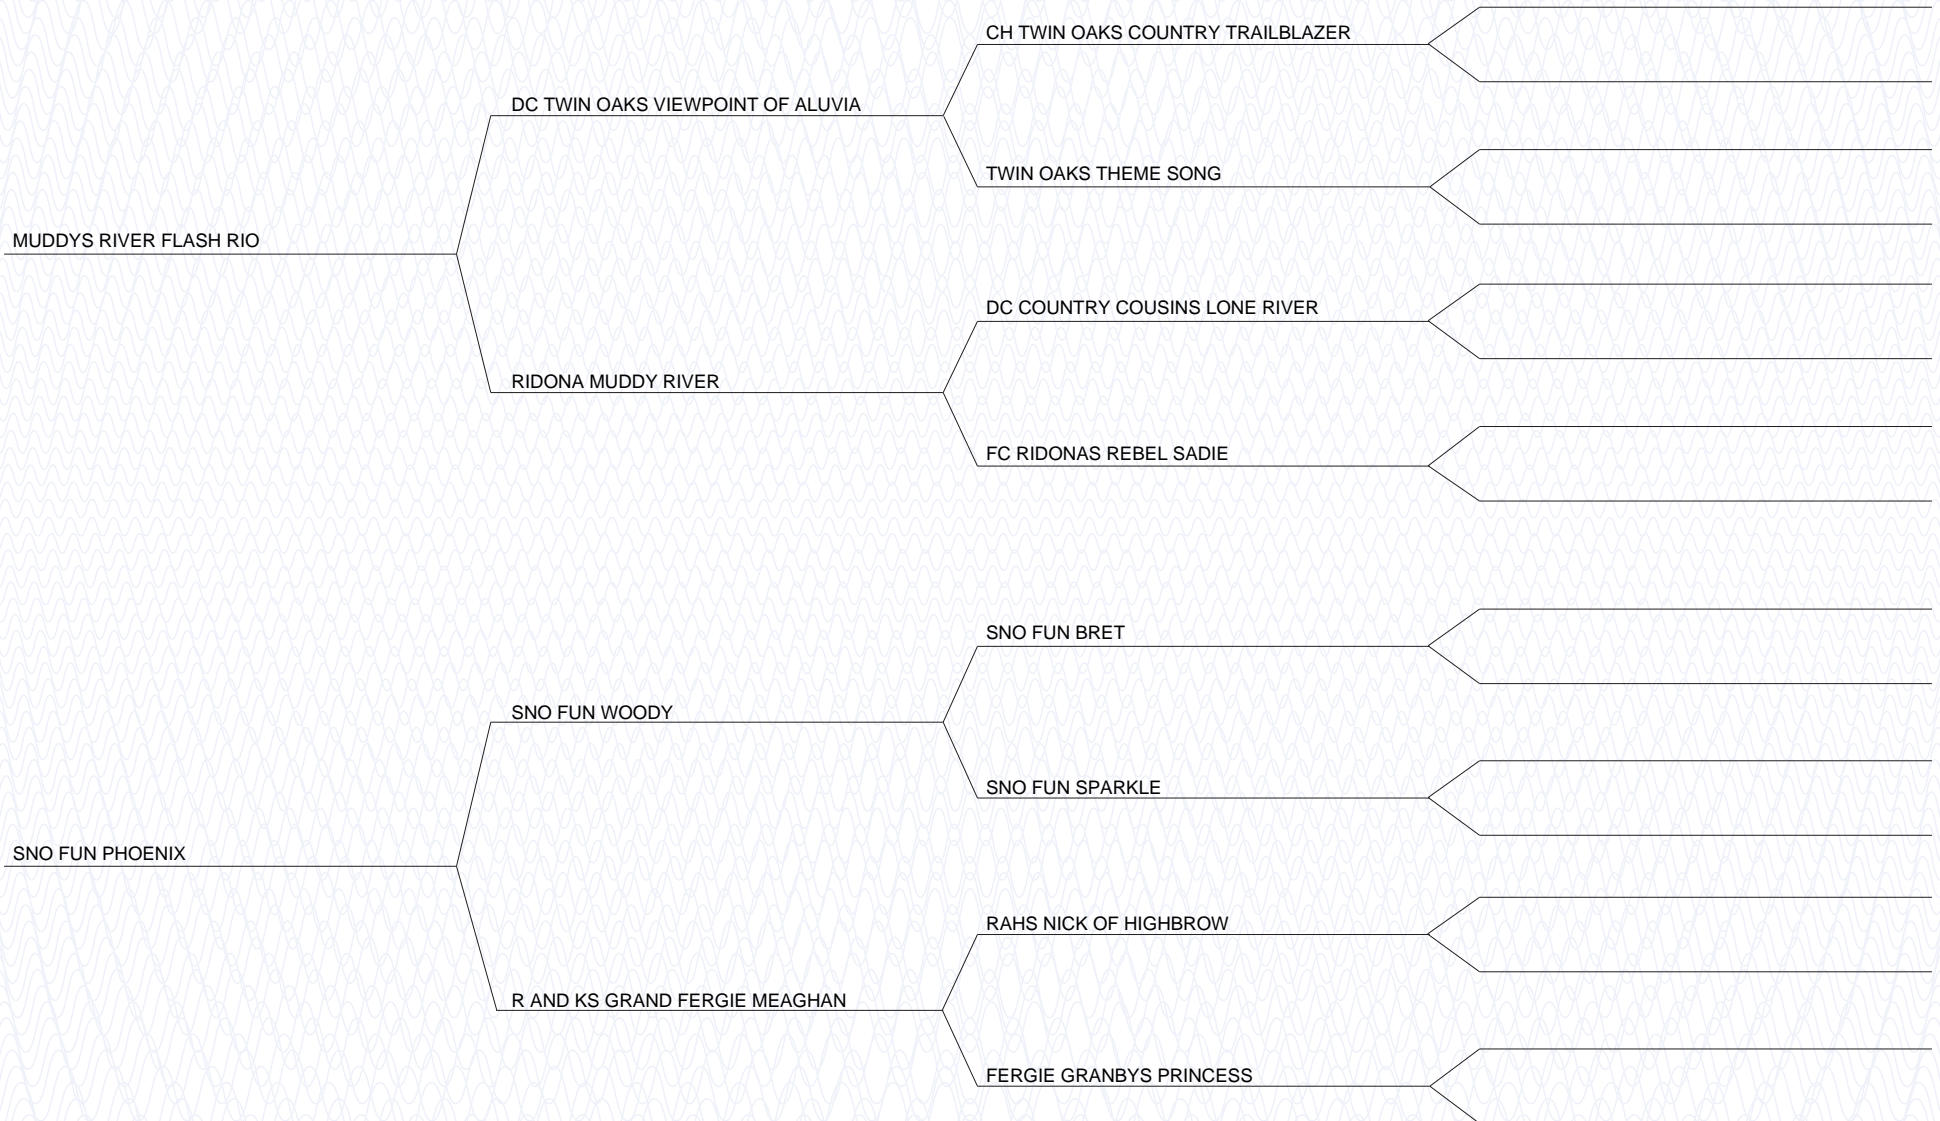 CH TWIN OAKS COUNTRY TRAILBLAZER
DC TWIN OAKS VIEWPOINT OF ALUVIA
TWIN OAKS THEME SONG
MUDDYS RIVER FLASH RIO
DC COUNTRY COUSINS LONE RIVER
RIDONA MUDDY RIVER
FC RIDONAS REBEL SADIE
SNO FUN BRET
SNO FUN WOODY
SNO FUN SPARKLE
SNO FUN PHOENIX
RAHS NICK OF HIGHBROW
R AND KS GRAND FERGIE MEAGHAN
FERGIE GRANBYS PRINCESS